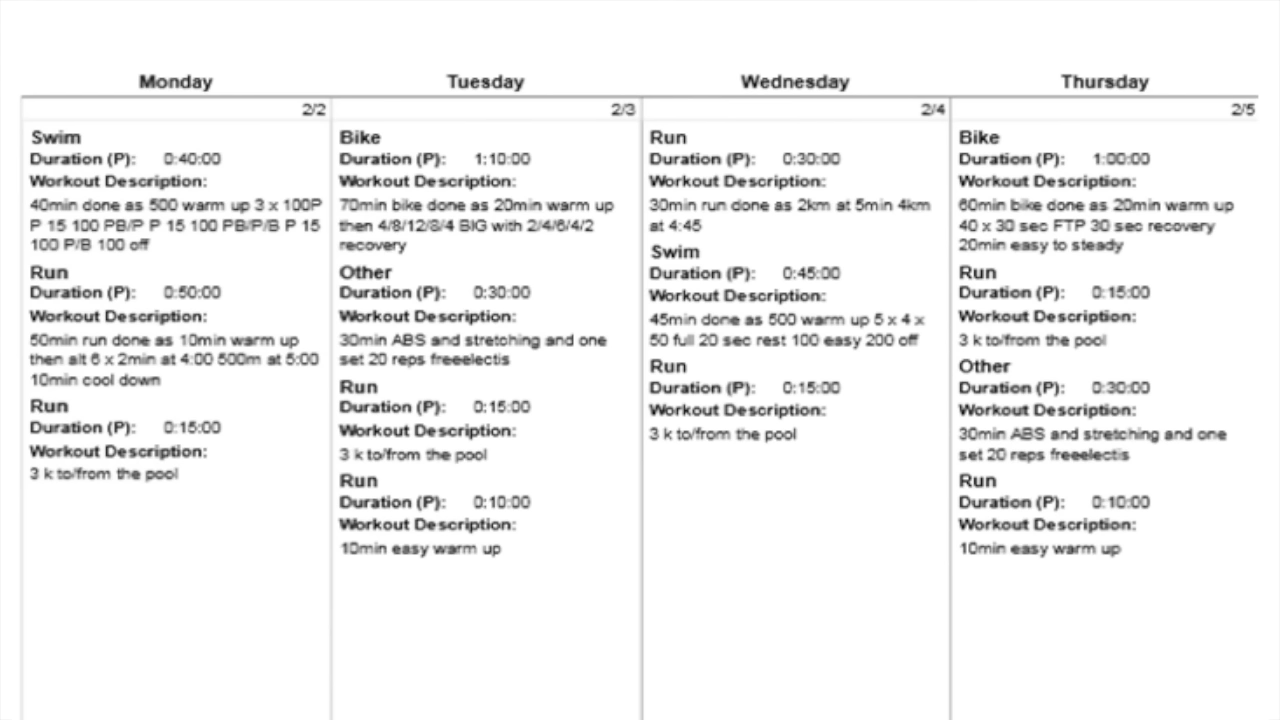 Monday
2/2
Swim
Duration (P): 0:40:00
Workout Description:
40min done as 500 warm up 3 x 100P
P 15 100 PB/P P 15 100 PB/P/B P 15
100 P/B 100 off
Run
Duration (P): 0:50:00
Workout Description:
50min run done as 10min warm up
then alt 6 x 2min at 4:00 500m at 5:00
10min cool down
Run
Duration (P): 0:15:00
Workout Description:
3 k to/from the pool
Tuesday
2/3
Bike
Duration (P): 1:10:00
Workout Description:
70min bike done as 20min warm up
then 4/8/12/8/4 BIG with 2/4/6/4/2
recovery
Other
Duration (P): 0:30:00
Workout Description:
30min ABS and stretching and one
set 20 reps freeelectis
Run
Duration (P): 0:15:00
Workout Description:
3 k to/from the pool
Run
Duration (P): 0:10:00
Workout Description:
10min easy warm up
Wednesday
2/4
Run
Duration (P): 0:30:00
Workout Description:
30min run done as 2km at 5min 4km
at 4:45
Swim
Duration (P): 0:45:00
Workout Description:
45min done as 500 warm up 5 x 4 x
50 full 20 sec rest 100 easy 200 off
Run
Duration (P): 0:15:00
Workout Description:
3 k to/from the pool
Thursday
2/5
Bike
Duration (P): 1:00:00
Workout Description:
60min bike done as 20min warm up
40 x 30 sec FTP 30 sec recovery
20min easy to steady
Run
Duration (P): 0:15:00
Workout Description:
3 k to/from the pool
Other
Duration (P): 0:30:00
Workout Description:
30min ABS and stretching and one
set 20 reps freeelectis
Run
Duration (P): 0:10:00
Workout Description:
10min easy warm up